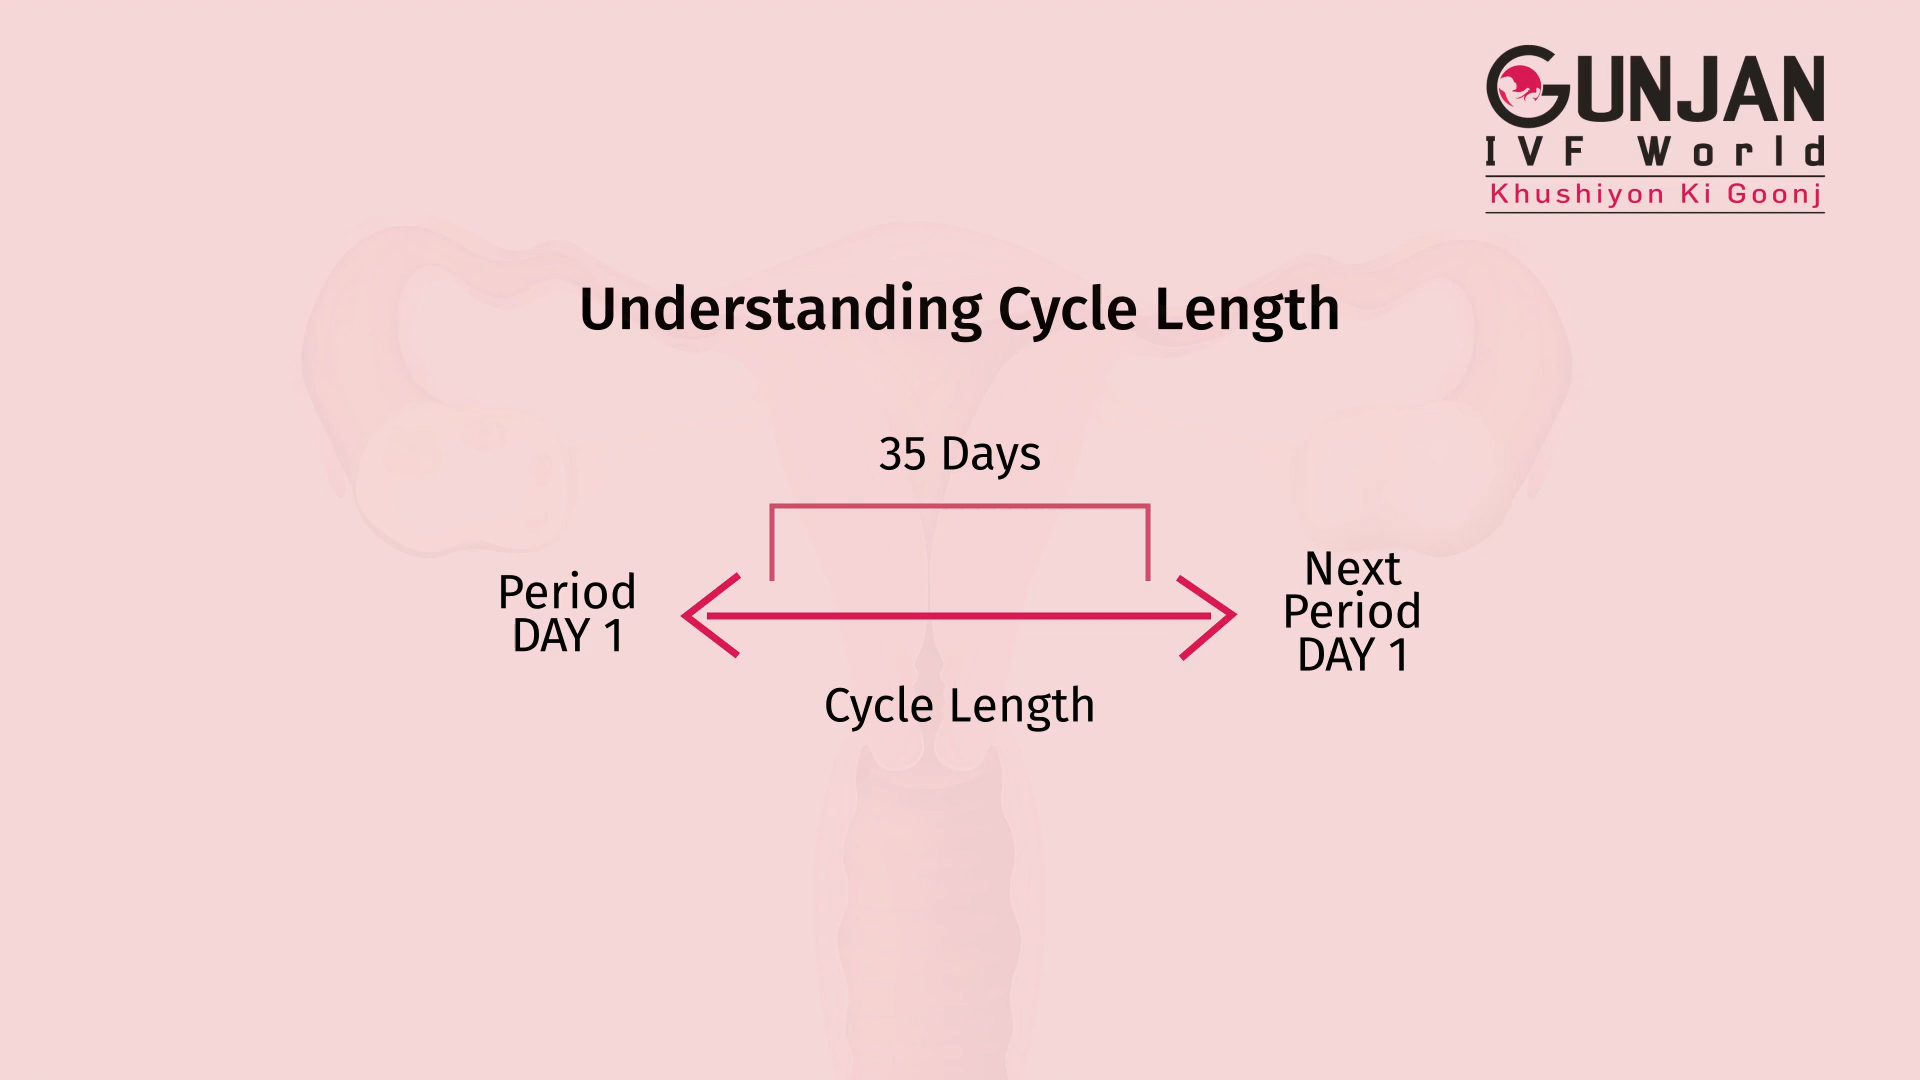 GUNJAN
IVF World
Khushiyon Ki Goonj
Understanding Cycle Length
35 Days
Period
DAY 1
Next
Period
DAY 1
Cycle Length